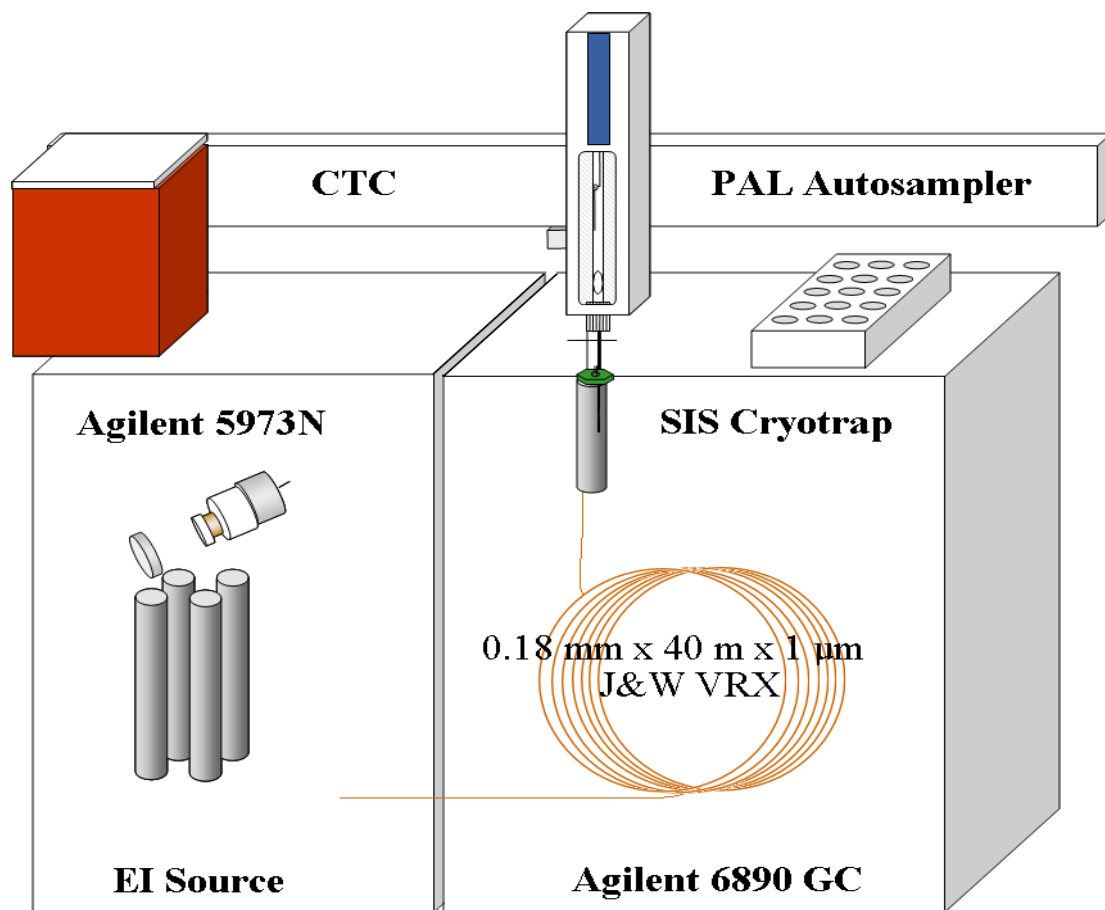 CTC
PAL Autosampler
Agilent 5973N
SIS Cryotrap
0.18 mm x 40 m x 1 µm
J&W VRX
EI Source
Agilent 6890 GC